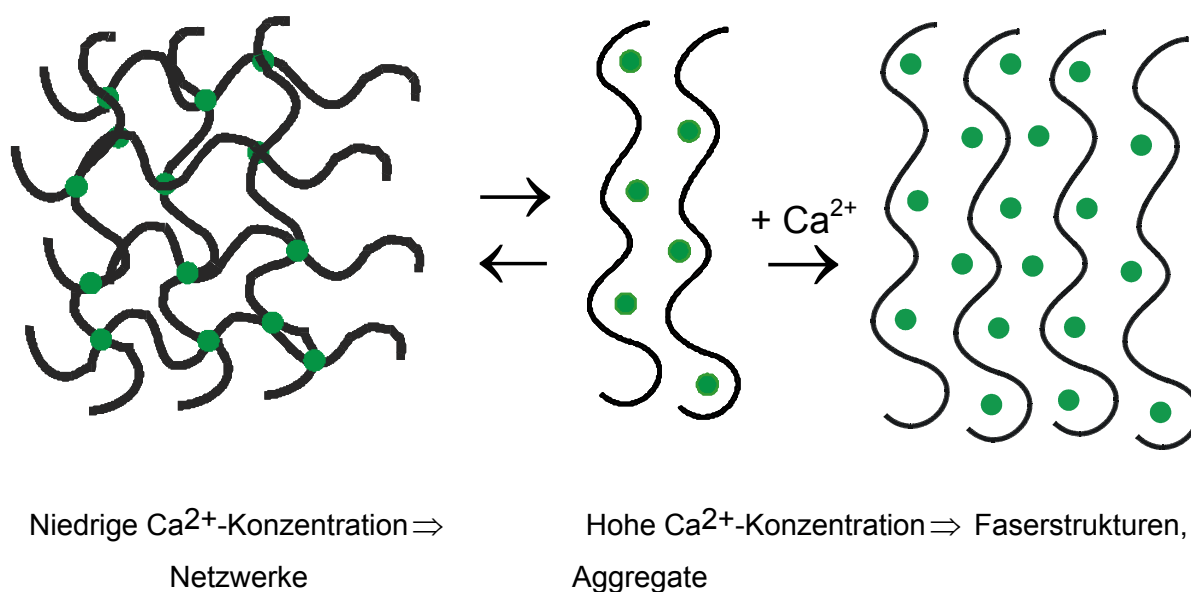 + Ca²⁺
Niedrige Ca²⁺-Konzentration ⇒
Netzwerke
Hohe Ca²⁺-Konzentration ⇒ Faserstrukturen,
Aggregate